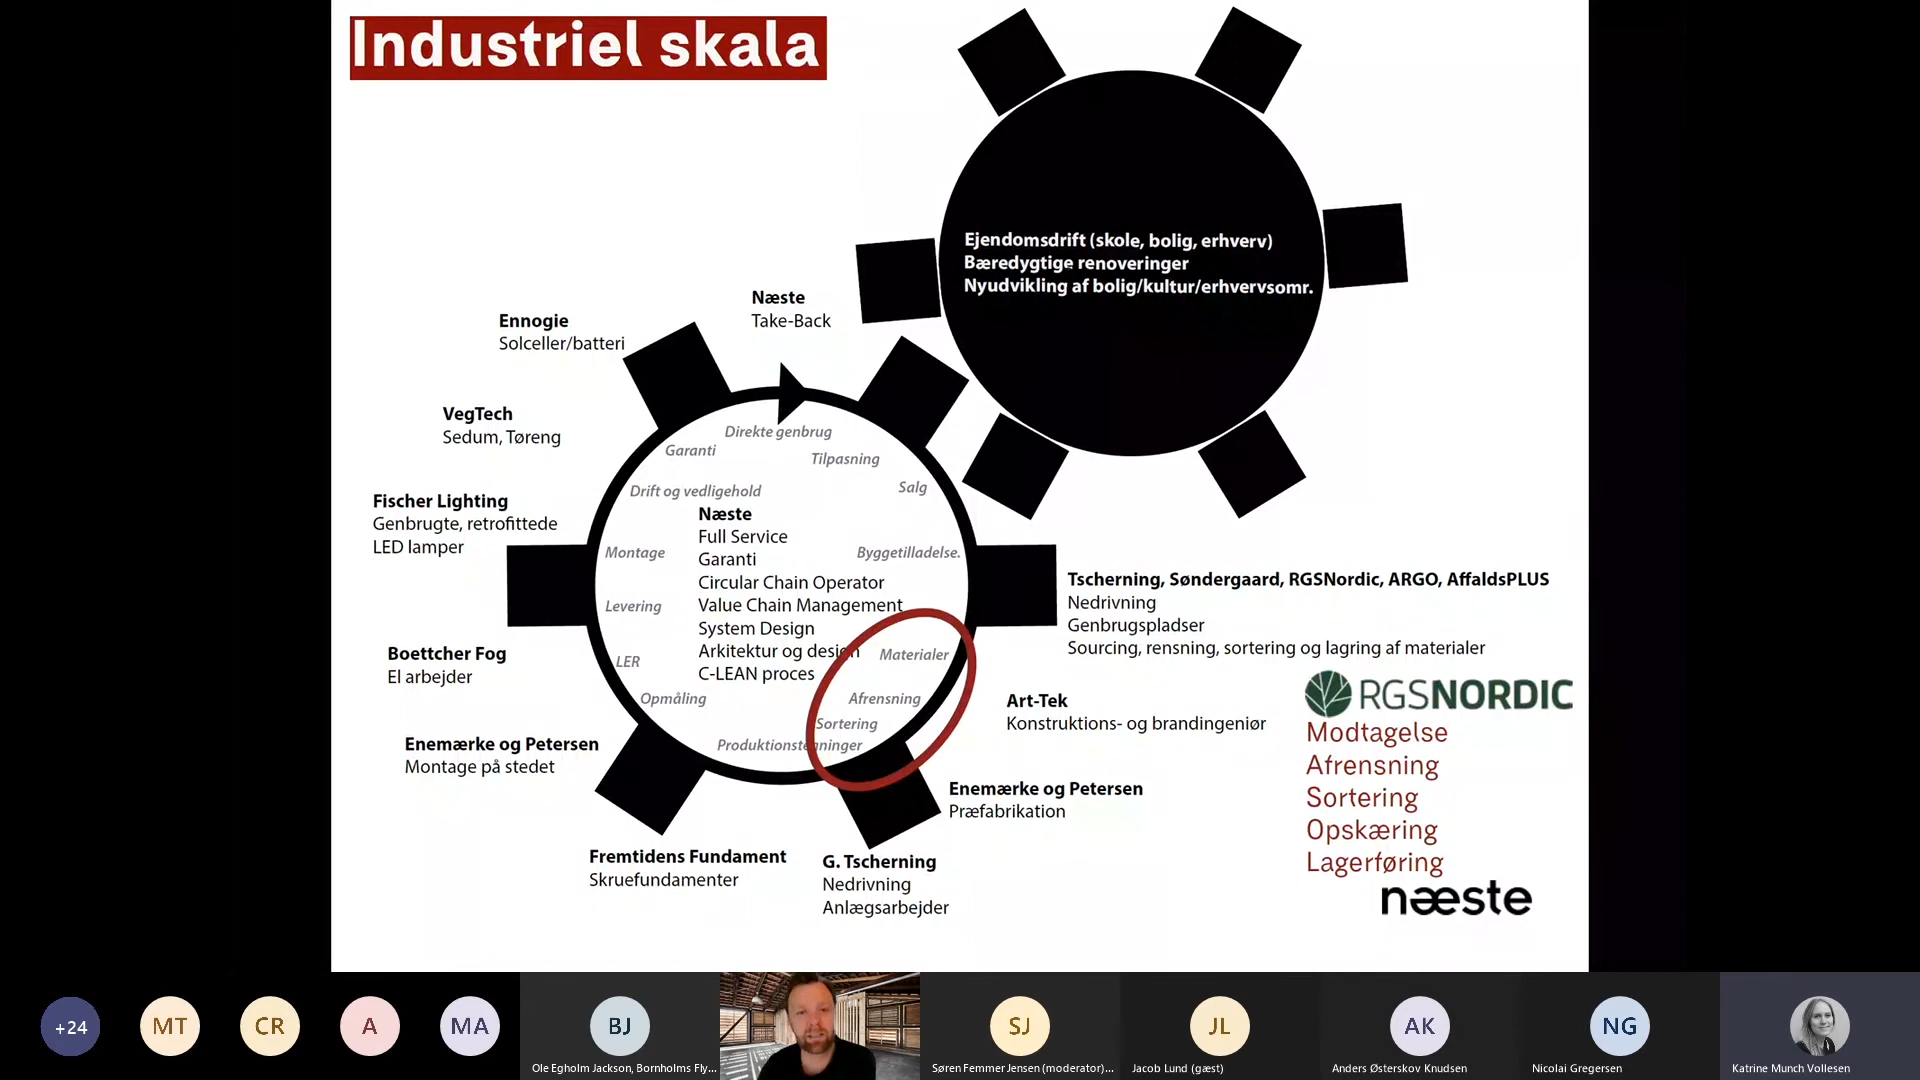 Industriel skala
Ejendomsdrift (skole, bolig, erhverv)
Bæredygtige renoveringer
Nyudvikling af bolig/kultur/erhvervsomr.
Næste
Take-Back
Ennogie
Solceller/batteri
VegTech
Sedum, Tøreng
Fischer Lighting
Genbrugte, retrofittede
LED lamper
Boettcher Fog
El arbejder
Enemærke og Petersen
Montage på stedet
Fremtidens Fundament
Skruefundamenter
G. Tscherning
Nedrivning
Anlægsarbejder
Enemærke og Petersen
Præfabrikation
Art-Tek
Konstruktions- og brandingeniør
Tscherning, Søndergaard, RGSNordic, ARGO, AffaldsPLUS
Nedrivning
Genbrugspladser
Sourcing, rensning, sortering og lagring af materialer
Direkte genbrug
Garanti
Tilpasning
Drift og vedligehold
Salg
Montage
Byggetilladelse.
Levering
LER
Materialer
Opmåling
Afrensning
Sortering
Produktionstegninger
Næste
Full Service
Garanti
Circular Chain Operator
Value Chain Management
System Design
Arkitektur og design
C-LEAN proces
RGSNORDIC
Modtagelse
Afrensning
Sortering
Opskæring
Lagerføring
næste
+24
MT
CR
A
MA
BJ
SJ
JL
AK
NG
Ole Egholm Jackson, Bornholms Fly...
Søren Femmer Jensen (moderator)...
Jacob Lund (gæst)
Anders Østerskov Knudsen
Nicolai Gregersen
Katrine Munch Vollesen